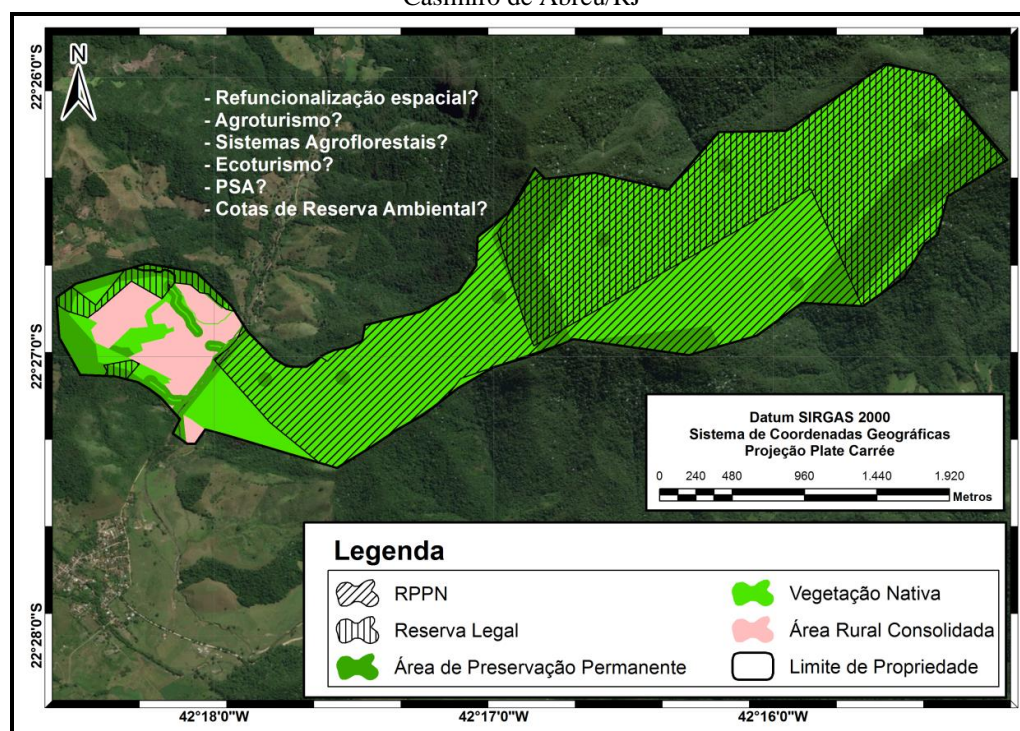 Casimiro de Abreu/RJ
N
22°26'0"S
- Refuncionalização espacial?
- Agroturismo?
- Sistemas Agroflorestais?
- Ecoturismo?
- PSA?
- Cotas de Reserva Ambiental?
22°27'0"S
Datum SIRGAS 2000
Sistema de Coordenadas Geográficas
Projeção Plate Carrée
0 240 480 960 1.440 1.920
Metros
Legenda
RPPN
Vegetação Nativa
Reserva Legal
Área Rural Consolidada
Área de Preservação Permanente
Limite de Propriedade
22°28'0"S
42°18'0"W 42°17'0"W 42°16'0"W